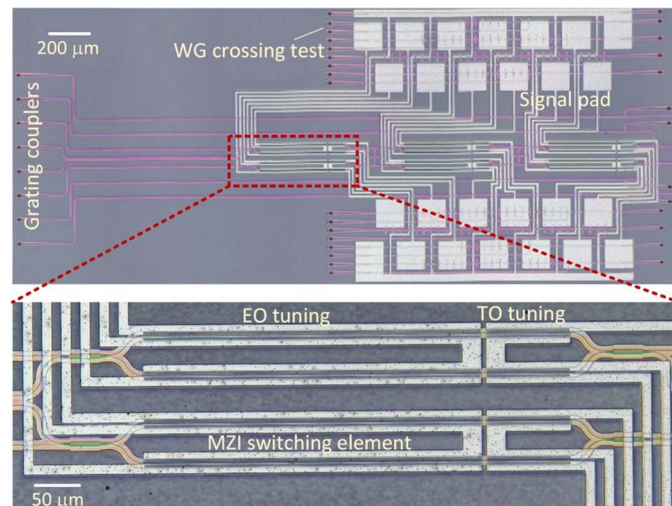 200 μm
WG crossing test
Signal pad
Grating couplers
EO tuning
TO tuning
MZI switching element
50 μm